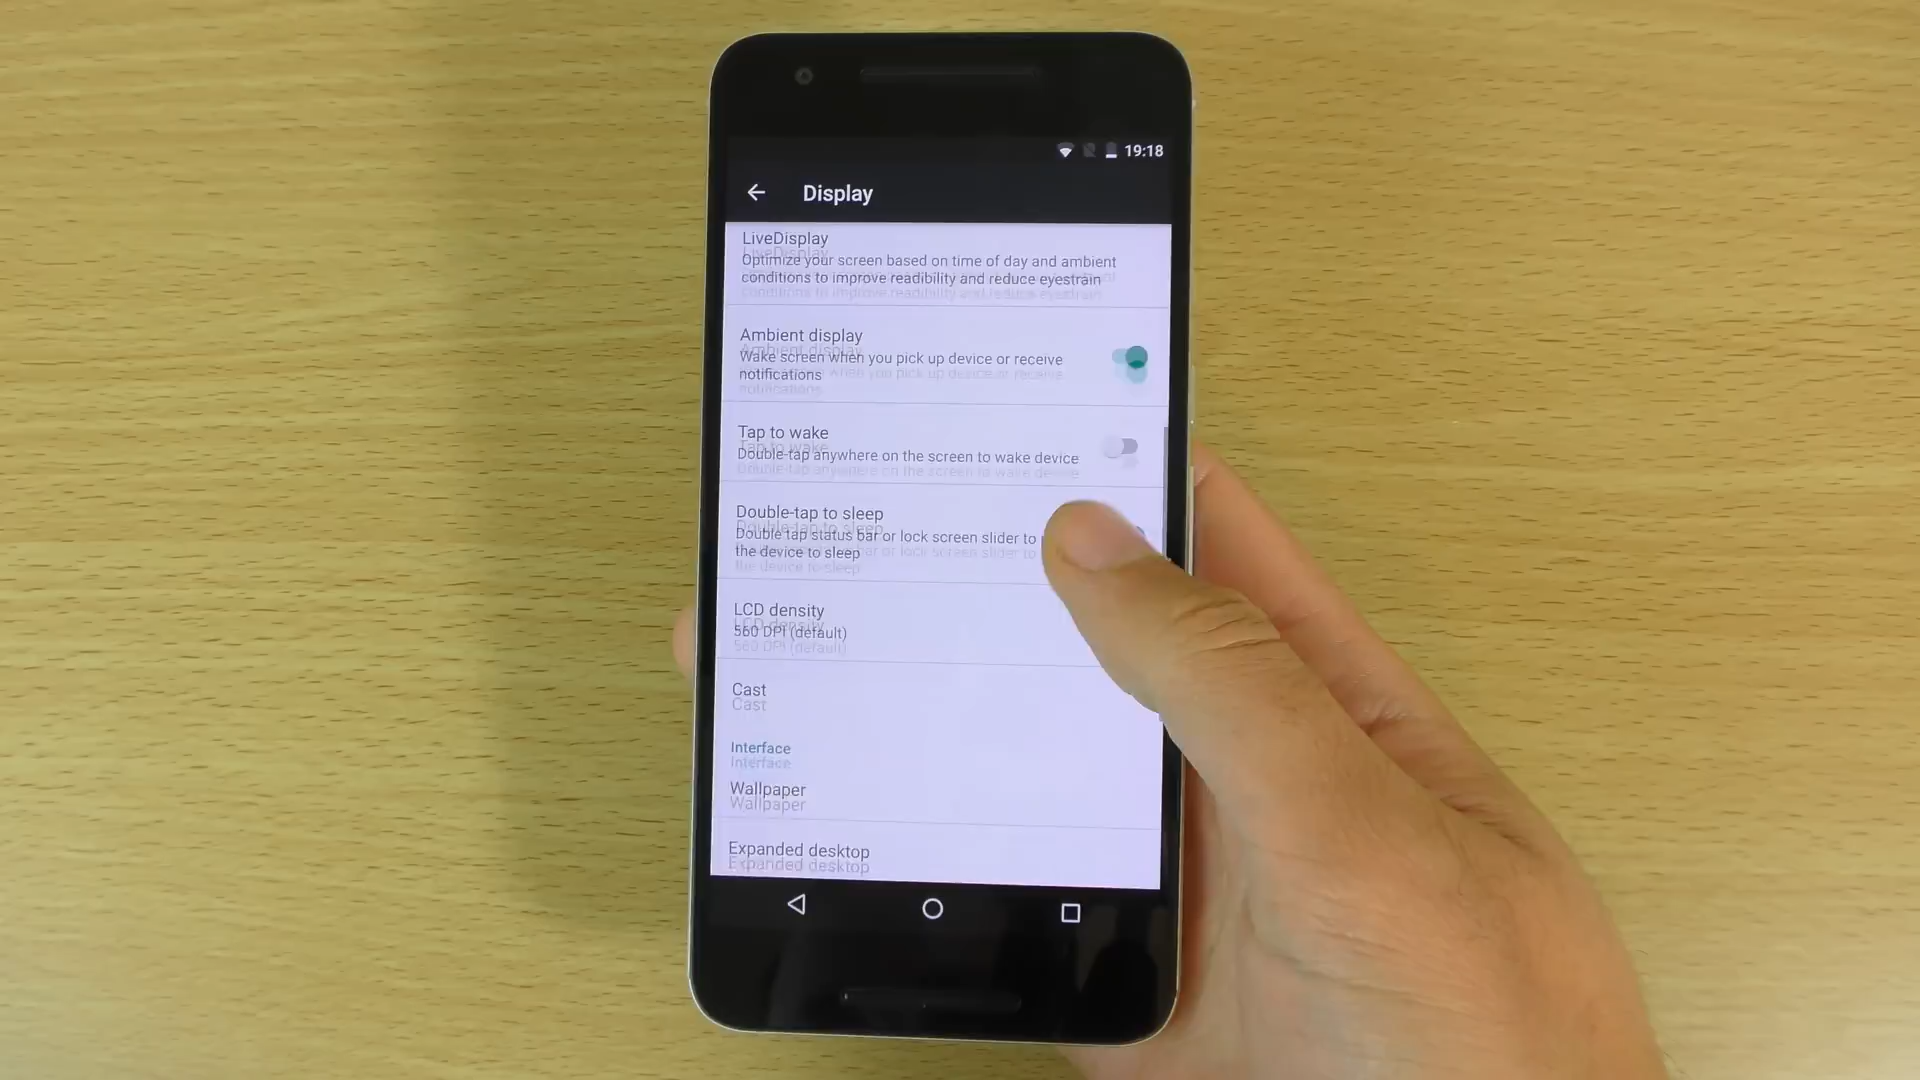 19:18
Display
LiveDisplay
Optimize your screen based on time of day and ambient
conditions to improve readibility and reduce eyestrain
Ambient display
Wake screen when you pick up device or receive
notifications
Tap to wake
Double-tap anywhere on the screen to wake device
Double-tap to sleep
Double tap status bar or lock screen slider to
the device to sleep
LCD density
560 DPI (default)
Cast
Interface
Wallpaper
Expanded desktop